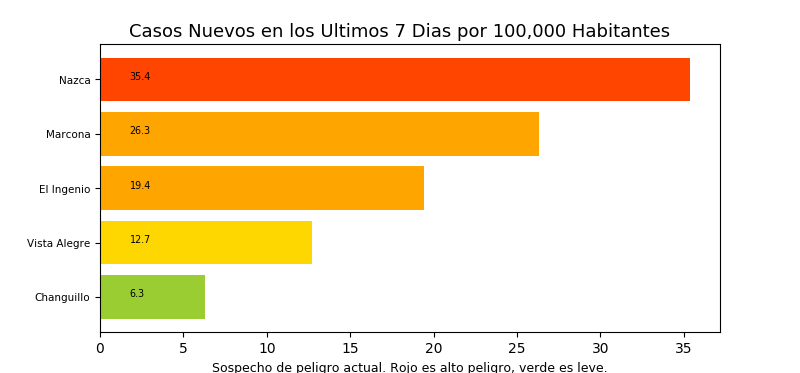 Casos Nuevos en los Ultimos 7 Dias por 100,000 Habitantes
Nazca 35.4
Marcona 26.3
El Ingenio 19.4
Vista Alegre 12.7
Changuillo 6.3
0 5 10 15 20 25 30 35
Sospecho de peligro actual. Rojo es alto peligro, verde es leve.